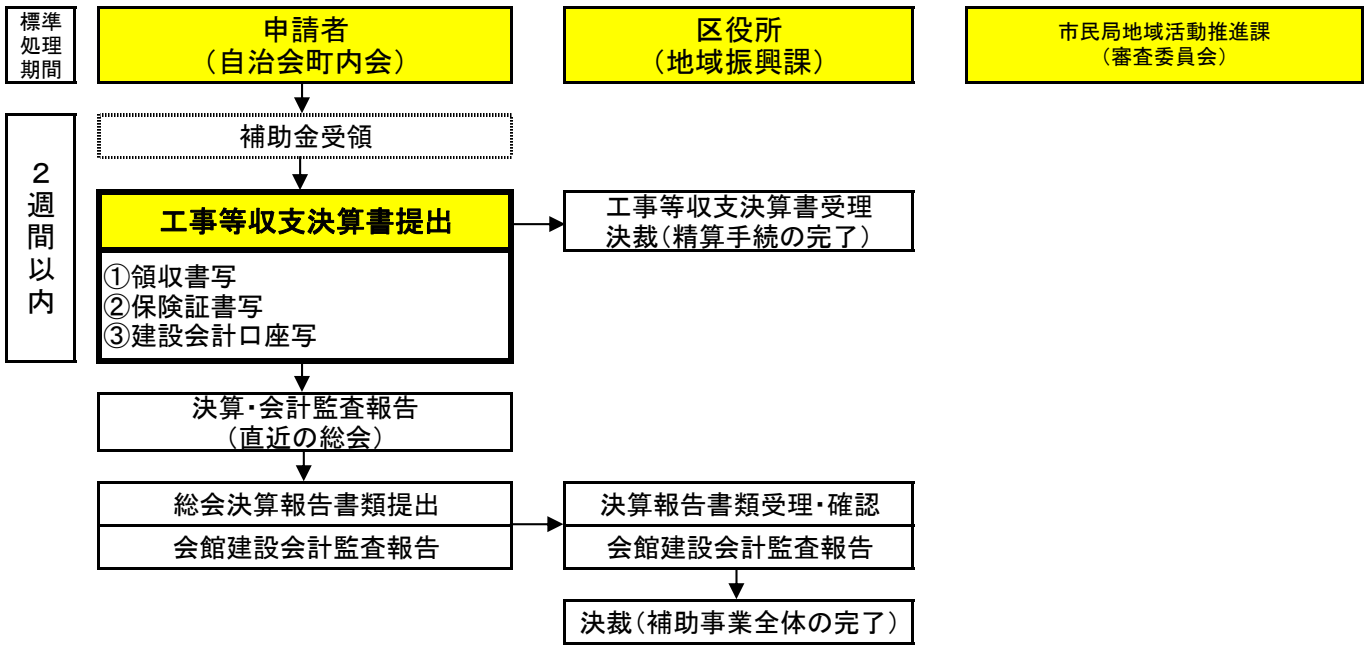 標準
処理
期間
申請者
（自治会町内会）
区役所
（地域振興課）
市民局地域活動推進課
（審査委員会）
２週間以内
補助金受領
工事等収支決算書提出
①領収書写
②保険証書写
③建設会計口座写
工事等収支決算書受理
決裁（精算手続の完了）
決算・会計監査報告
（直近の総会）
総会決算報告書類提出
会館建設会計監査報告
決算報告書類受理・確認
会館建設会計監査報告
決裁（補助事業全体の完了）